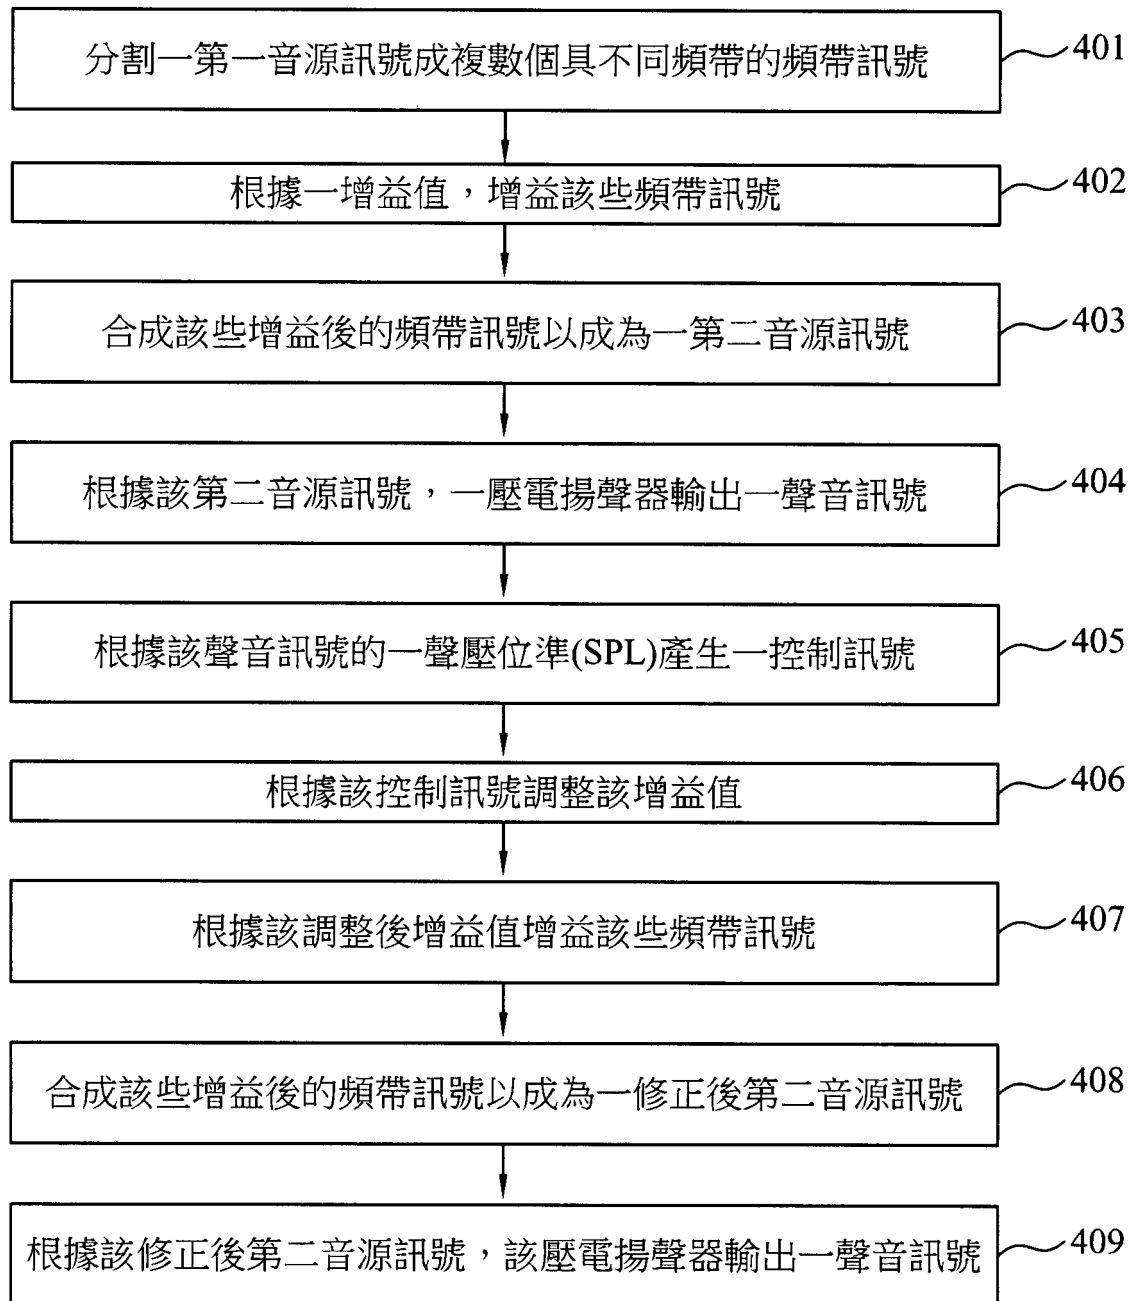 分割一第一音源訊號成複數個具不同頻帶的頻帶訊號
401
根據一增益值，增益該些頻帶訊號
402
合成該些增益後的頻帶訊號以成為一第二音源訊號
403
根據該第二音源訊號，一壓電揚聲器輸出一聲音訊號
404
根據該聲音訊號的一聲壓位準(SPL)產生一控制訊號
405
根據該控制訊號調整該增益值
406
根據該調整後增益值增益該些頻帶訊號
407
合成該些增益後的頻帶訊號以成為一修正後第二音源訊號
408
根據該修正後第二音源訊號，該壓電揚聲器輸出一聲音訊號
409